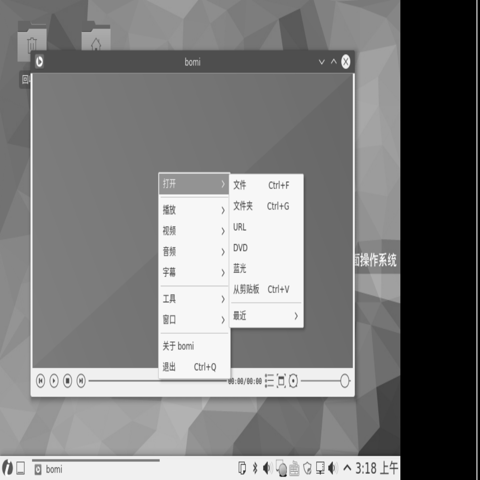 bomi
回
打开
播放
视频
音频
字幕
工具
窗口
关于 bomi
退出 Ctrl+Q
文件 Ctrl+F
文件夹 Ctrl+G
URL
DVD
蓝光
从剪贴板 Ctrl+V
最近
面操作系统
00:00/00:00
bomi
3:18 上午